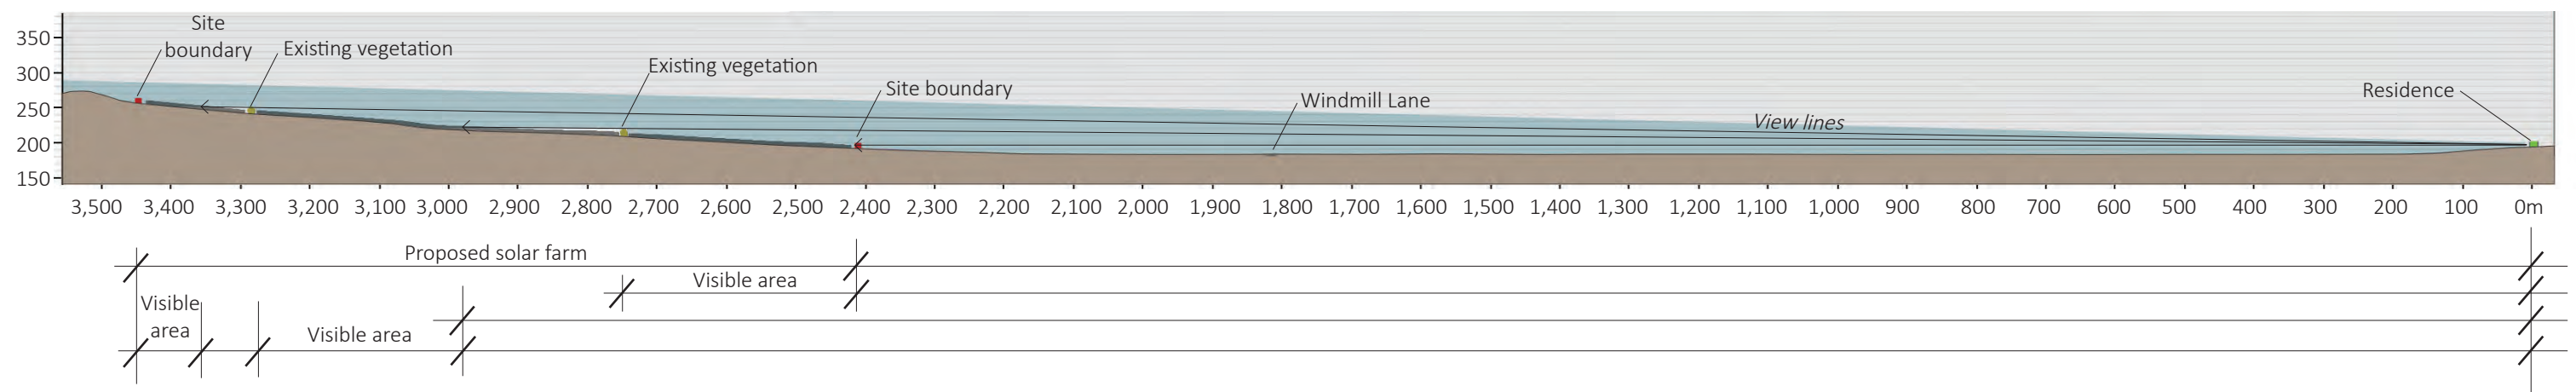 Site
boundary
Existing vegetation
Existing vegetation
Site boundary
Windmill Lane
View lines
Residence
350
300
250
200
150
3,500 3,400 3,300 3,200 3,100 3,000 2,900 2,800 2,700 2,600 2,500 2,400 2,300 2,200 2,100 2,000 1,900 1,800 1,700 1,600 1,500 1,400 1,300 1,200 1,100 1,000 900 800 700 600 500 400 300 200 100 0m
Proposed solar farm
Visible area
Visible
area
Visible area